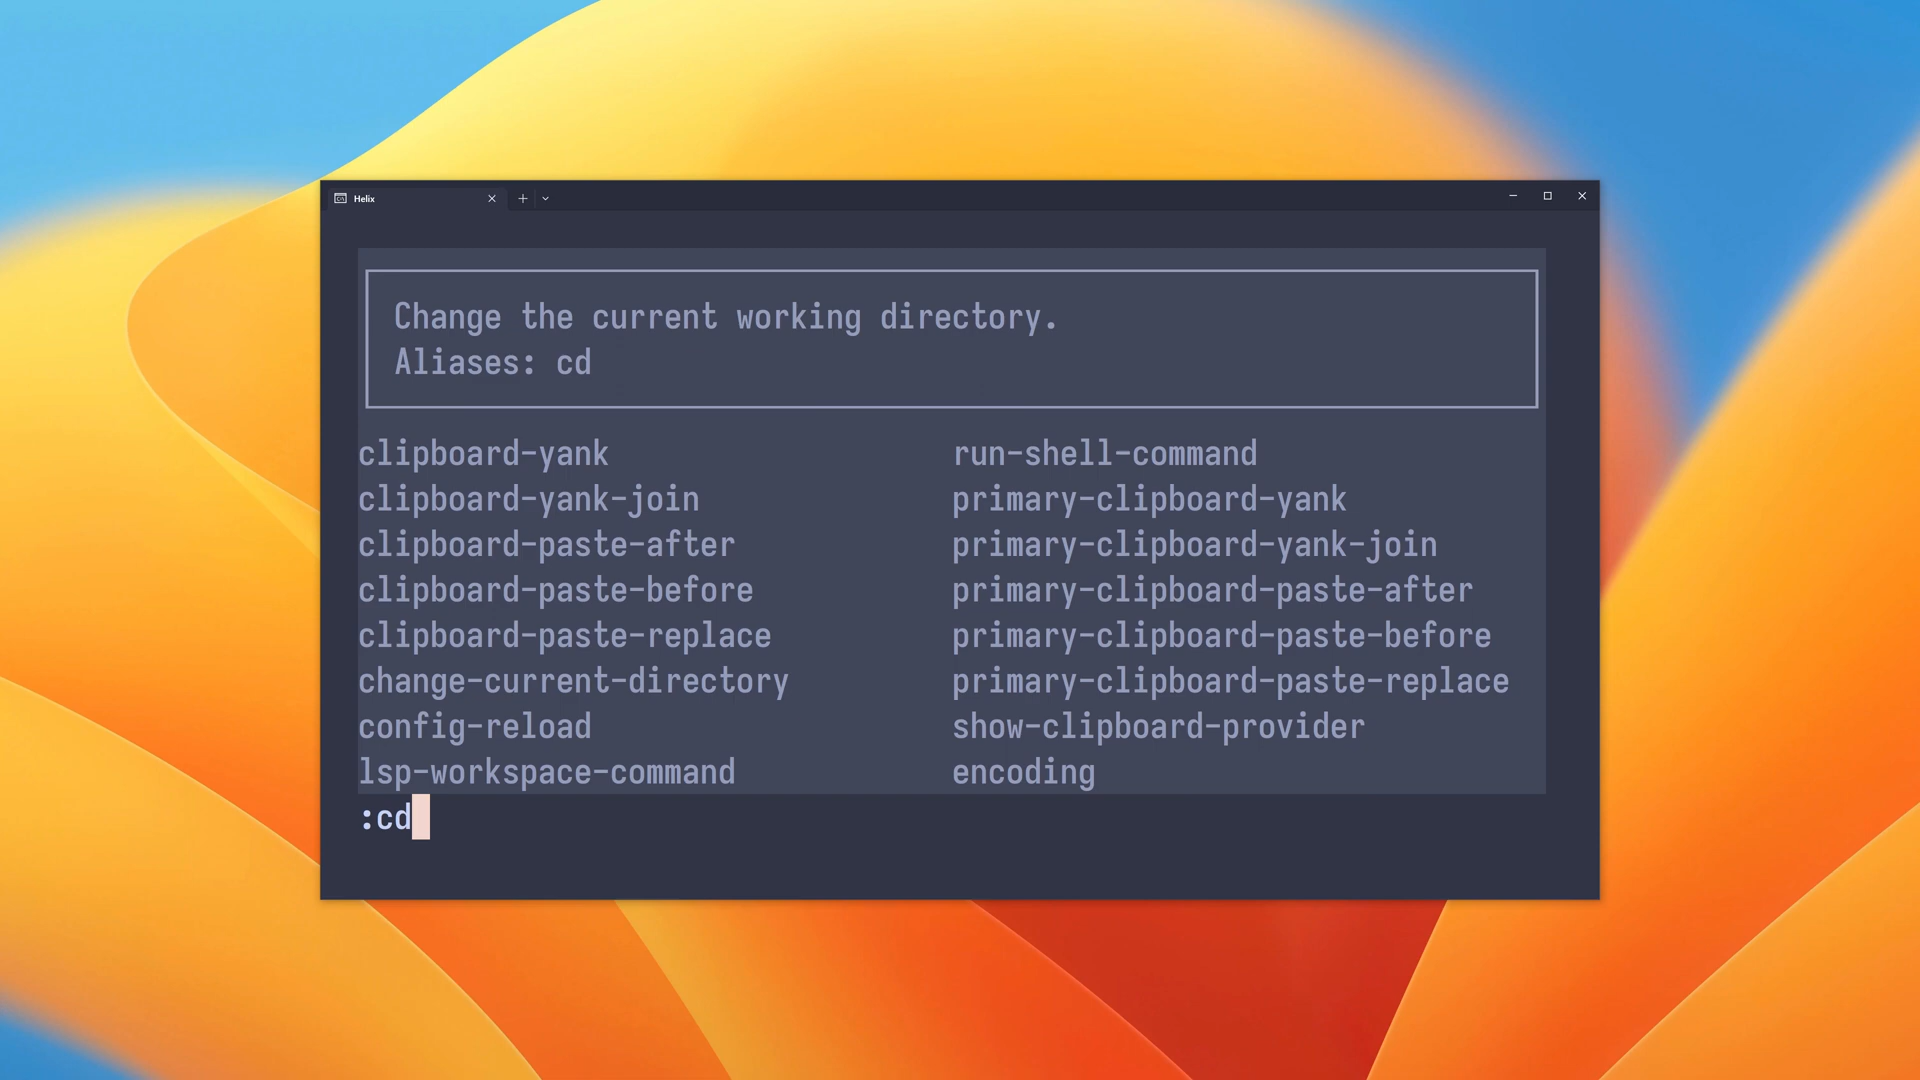 Helix
Change the current working directory.
Aliases: cd
clipboard-yank
clipboard-yank-join
clipboard-paste-after
clipboard-paste-before
clipboard-paste-replace
change-current-directory
config-reload
lsp-workspace-command
run-shell-command
primary-clipboard-yank
primary-clipboard-yank-join
primary-clipboard-paste-after
primary-clipboard-paste-before
primary-clipboard-paste-replace
show-clipboard-provider
encoding
:cd